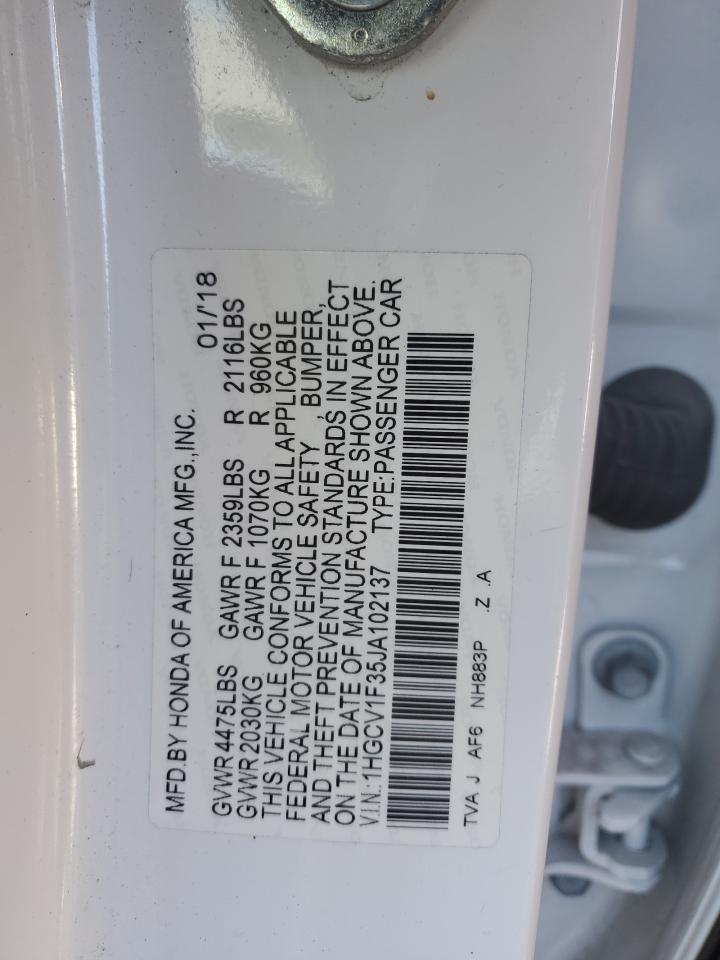 MFD.BY HONDA OF AMERICA MFG.,INC. 01/'18
GVWR 4475LBS GAWR F 2359LBS R 2116LBS
GVWR 2030KG GAWR F 1070KG R 960KG
THIS VEHICLE CONFORMS TO ALL APPLICABLE
FEDERAL MOTOR VEHICLE SAFETY BUMPER,
AND THEFT PREVENTION STANDARDS, IN EFFECT
ON THE DATE OF MANUFACTURE SHOWN ABOVE.
V.I.N.: 1HGCV1F35JA102137 TYPE:PASSENGER CAR
TVA J AF6 NH883P .Z .A